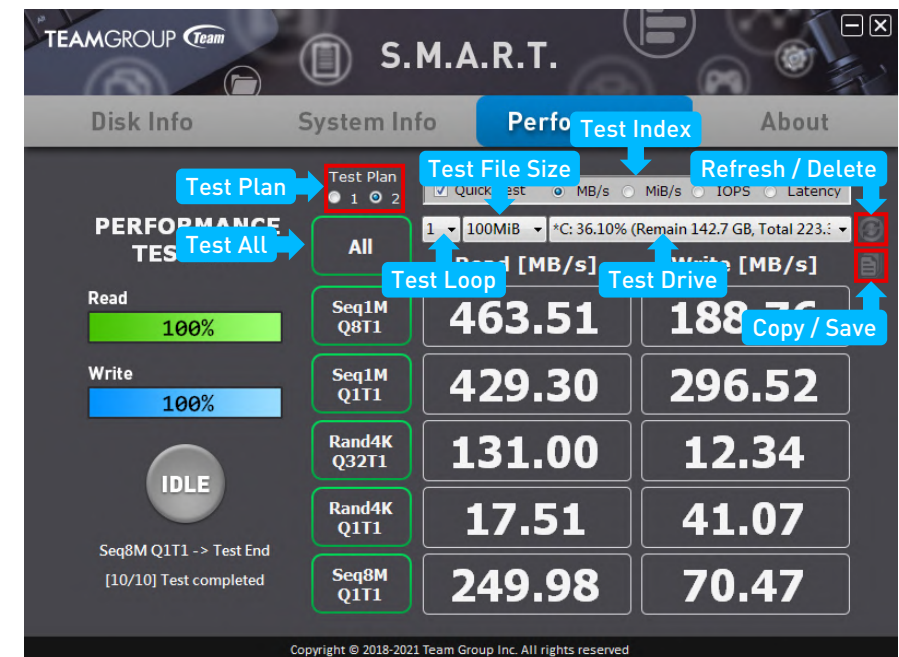 TEAMGROUP Team
S.M.A.R.T.
Disk Info
System Info
Perfo
About
Test Index
Test File Size
Refresh / Delete
Test Plan
Test Plan
1 2
Quick Test MB/s MiB/s IOPS Latency
PERFORMANCE
TES
Test All
All
1 100MiB *C: 36.10% (Remain 142.7 GB, Total 223.:
Read [MB/s]
Write [MB/s]
Test Loop
Test Drive
Copy / Save
Read
100%
Write
100%
IDLE
Seq8M Q1T1 -> Test End
[10/10] Test completed
Seq1M
Q8T1
463.51
188.76
Seq1M
Q1T1
429.30
296.52
Rand4K
Q32T1
131.00
12.34
Rand4K
Q1T1
17.51
41.07
Seq8M
Q1T1
249.98
70.47
Copyright © 2018-2021 Team Group Inc. All rights reserved